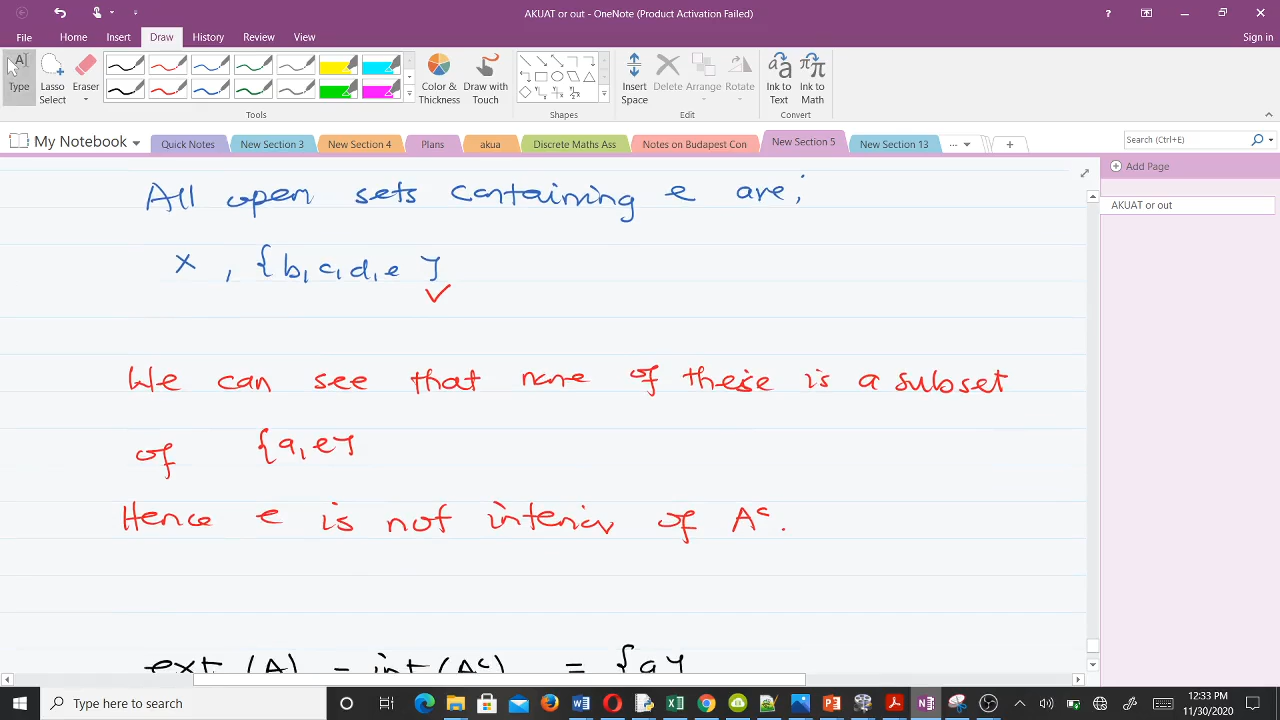 AKUAT or out - OneNote (Product Activation Failed)
File Home Insert Draw History Review View Sign in
Type Lasso Select Eraser Color & Thickness Draw with Touch Insert Space Delete Arrange Rotate Ink to Text Ink to Math
Tools Shapes Edit Convert
My Notebook Quick Notes New Section 3 New Section 4 Plans akua Discrete Maths Ass Notes on Budapest Con New Section 5 New Section 13 ... Search (Ctrl+E)
Add Page
AKUAT or out
All open sets containing e are;
X , {b, c, d, e}
We can see that none of these is a subset
of {a, e}
Hence e is not interior of Aᶜ.
ext (A) = int (Aᶜ) = {a}
Type here to search
12:33 PM
11/30/2020